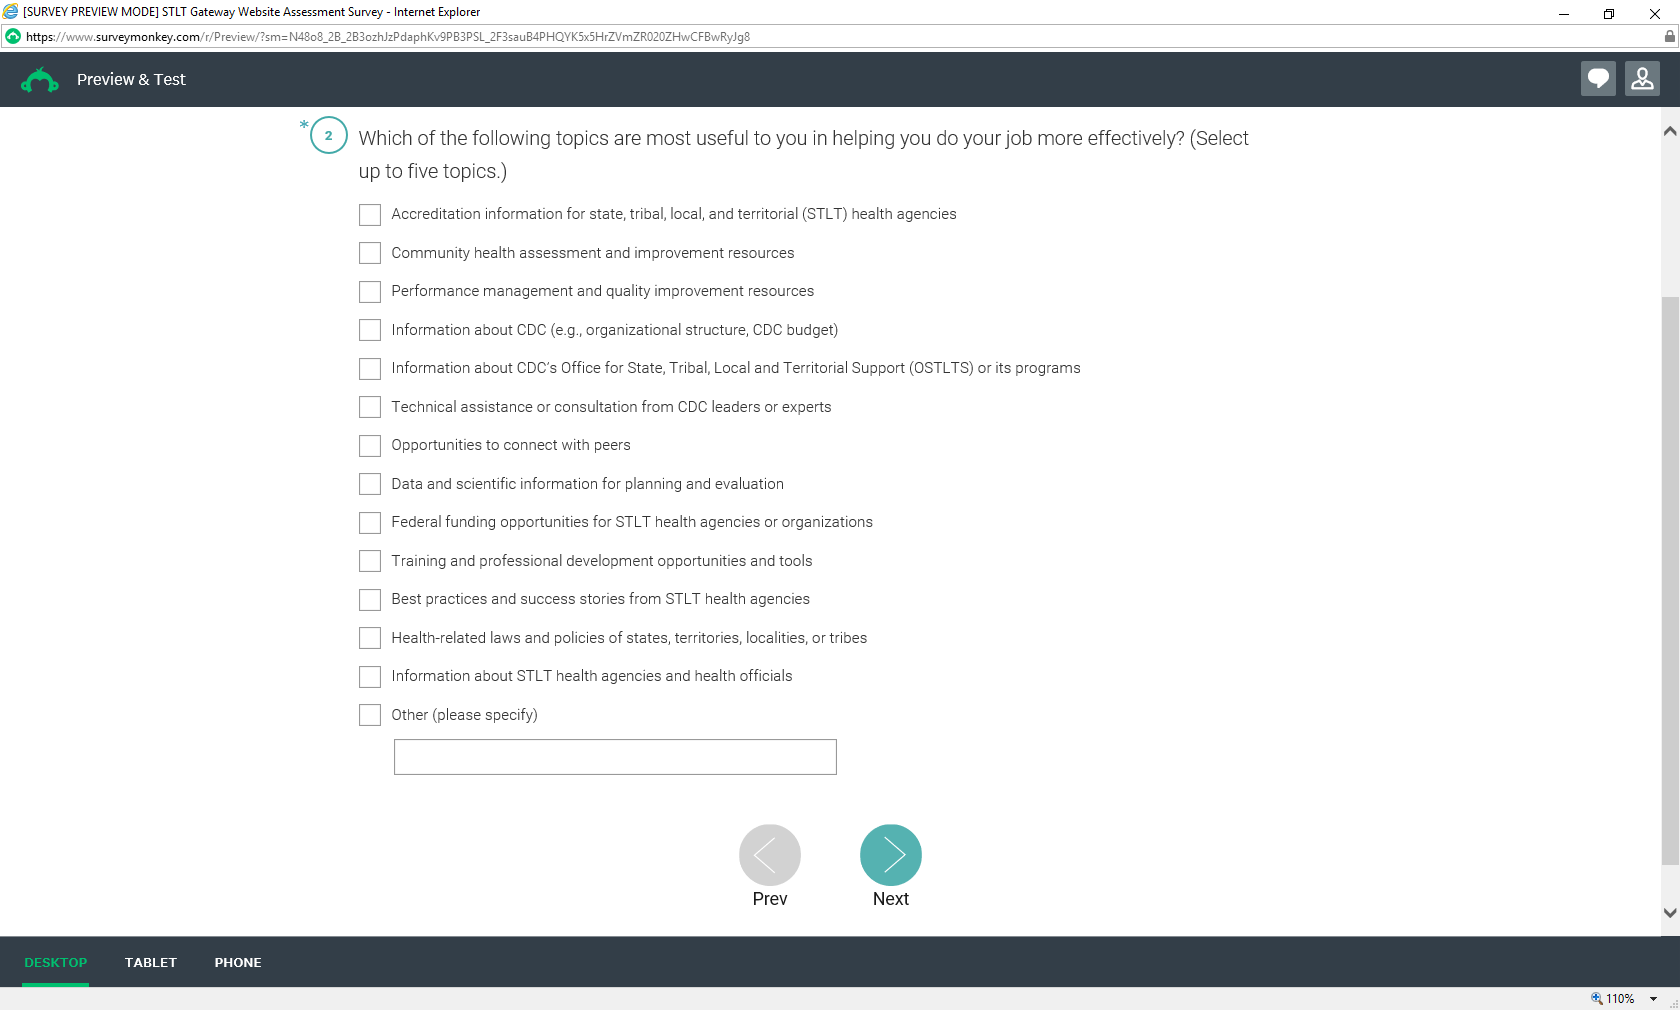 [SURVEY PREVIEW MODE] STLT Gateway Website Assessment Survey - Internet Explorer
https://www.surveymonkey.com/r/Preview/?sm=N48o8_2B_2B3ozhJzPdaphKv9PB3PSL_2F3sauB4PHQYK5x5HrZVmZR020ZHwCFBwRyJg8
Preview & Test
* 2 Which of the following topics are most useful to you in helping you do your job more effectively? (Select
up to five topics.)
Accreditation information for state, tribal, local, and territorial (STLT) health agencies
Community health assessment and improvement resources
Performance management and quality improvement resources
Information about CDC (e.g., organizational structure, CDC budget)
Information about CDC's Office for State, Tribal, Local and Territorial Support (OSTLTS) or its programs
Technical assistance or consultation from CDC leaders or experts
Opportunities to connect with peers
Data and scientific information for planning and evaluation
Federal funding opportunities for STLT health agencies or organizations
Training and professional development opportunities and tools
Best practices and success stories from STLT health agencies
Health-related laws and policies of states, territories, localities, or tribes
Information about STLT health agencies and health officials
Other (please specify)
Prev Next
DESKTOP TABLET PHONE
110%